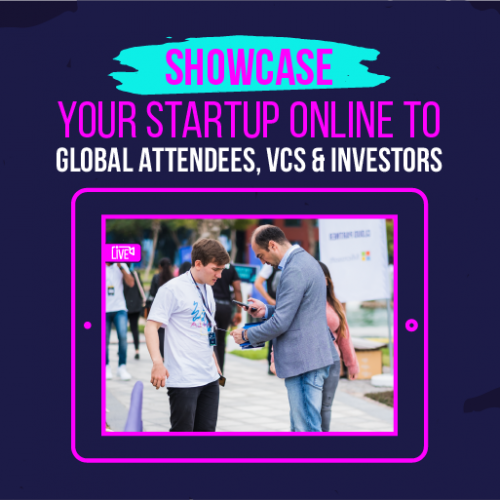 SHOWCASE
YOUR STARTUP ONLINE TO
GLOBAL ATTENDEES, VCS & INVESTORS
LIVE